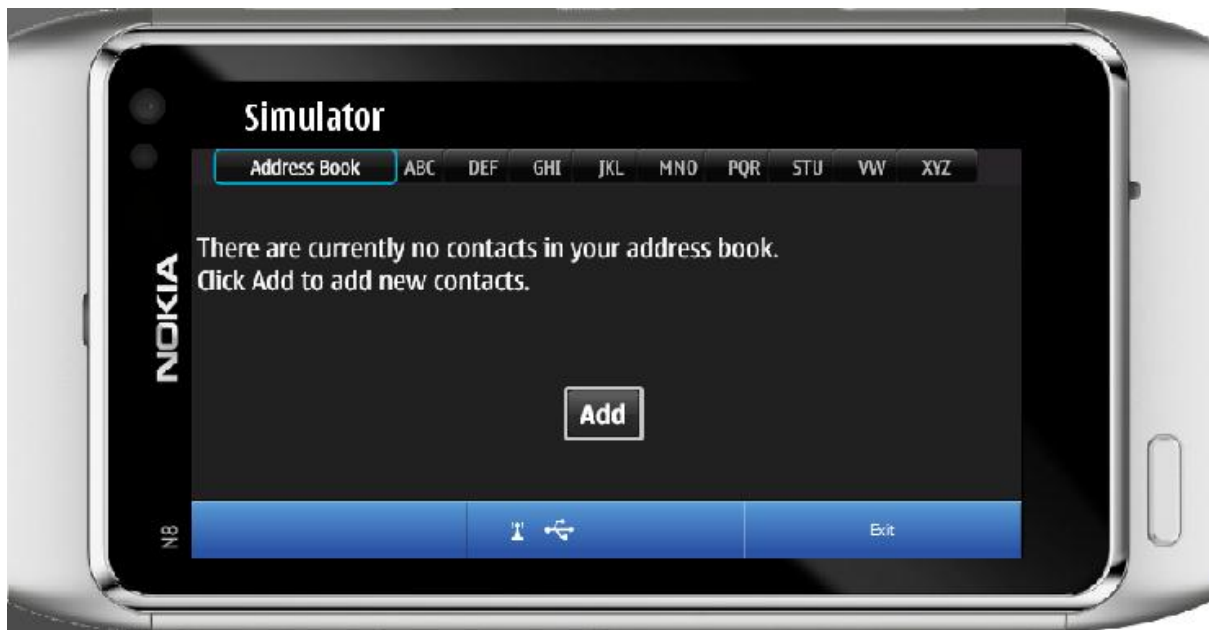 Simulator
Address Book ABC DEF GHI JKL MNO PQR STU VW XYZ
There are currently no contacts in your address book.
Click Add to add new contacts.
Add
Exit
NOKIA
N8